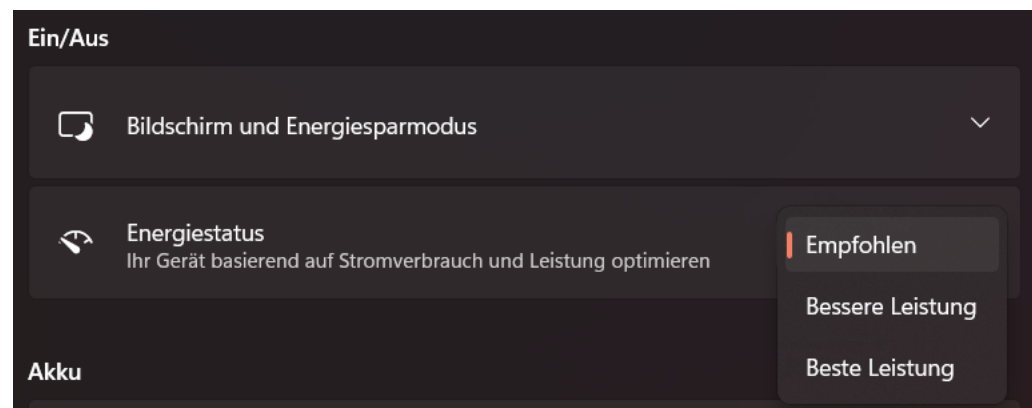 Ein/Aus
Bildschirm und Energiesparmodus
Energiestatus
Ihr Gerät basierend auf Stromverbrauch und Leistung optimieren
Empfohlen
Bessere Leistung
Beste Leistung
Akku